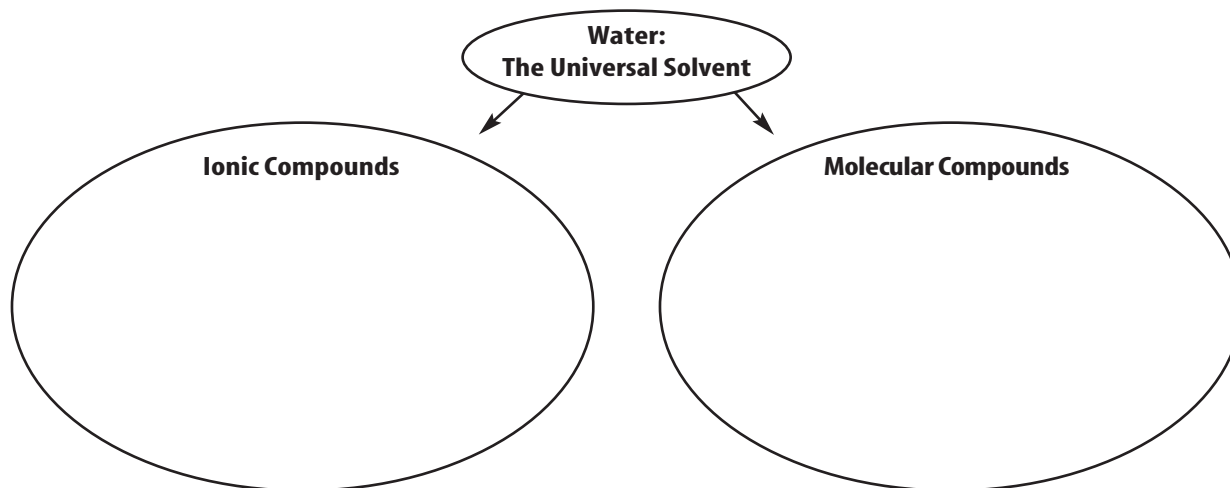 Water:
The Universal Solvent
Ionic Compounds
Molecular Compounds